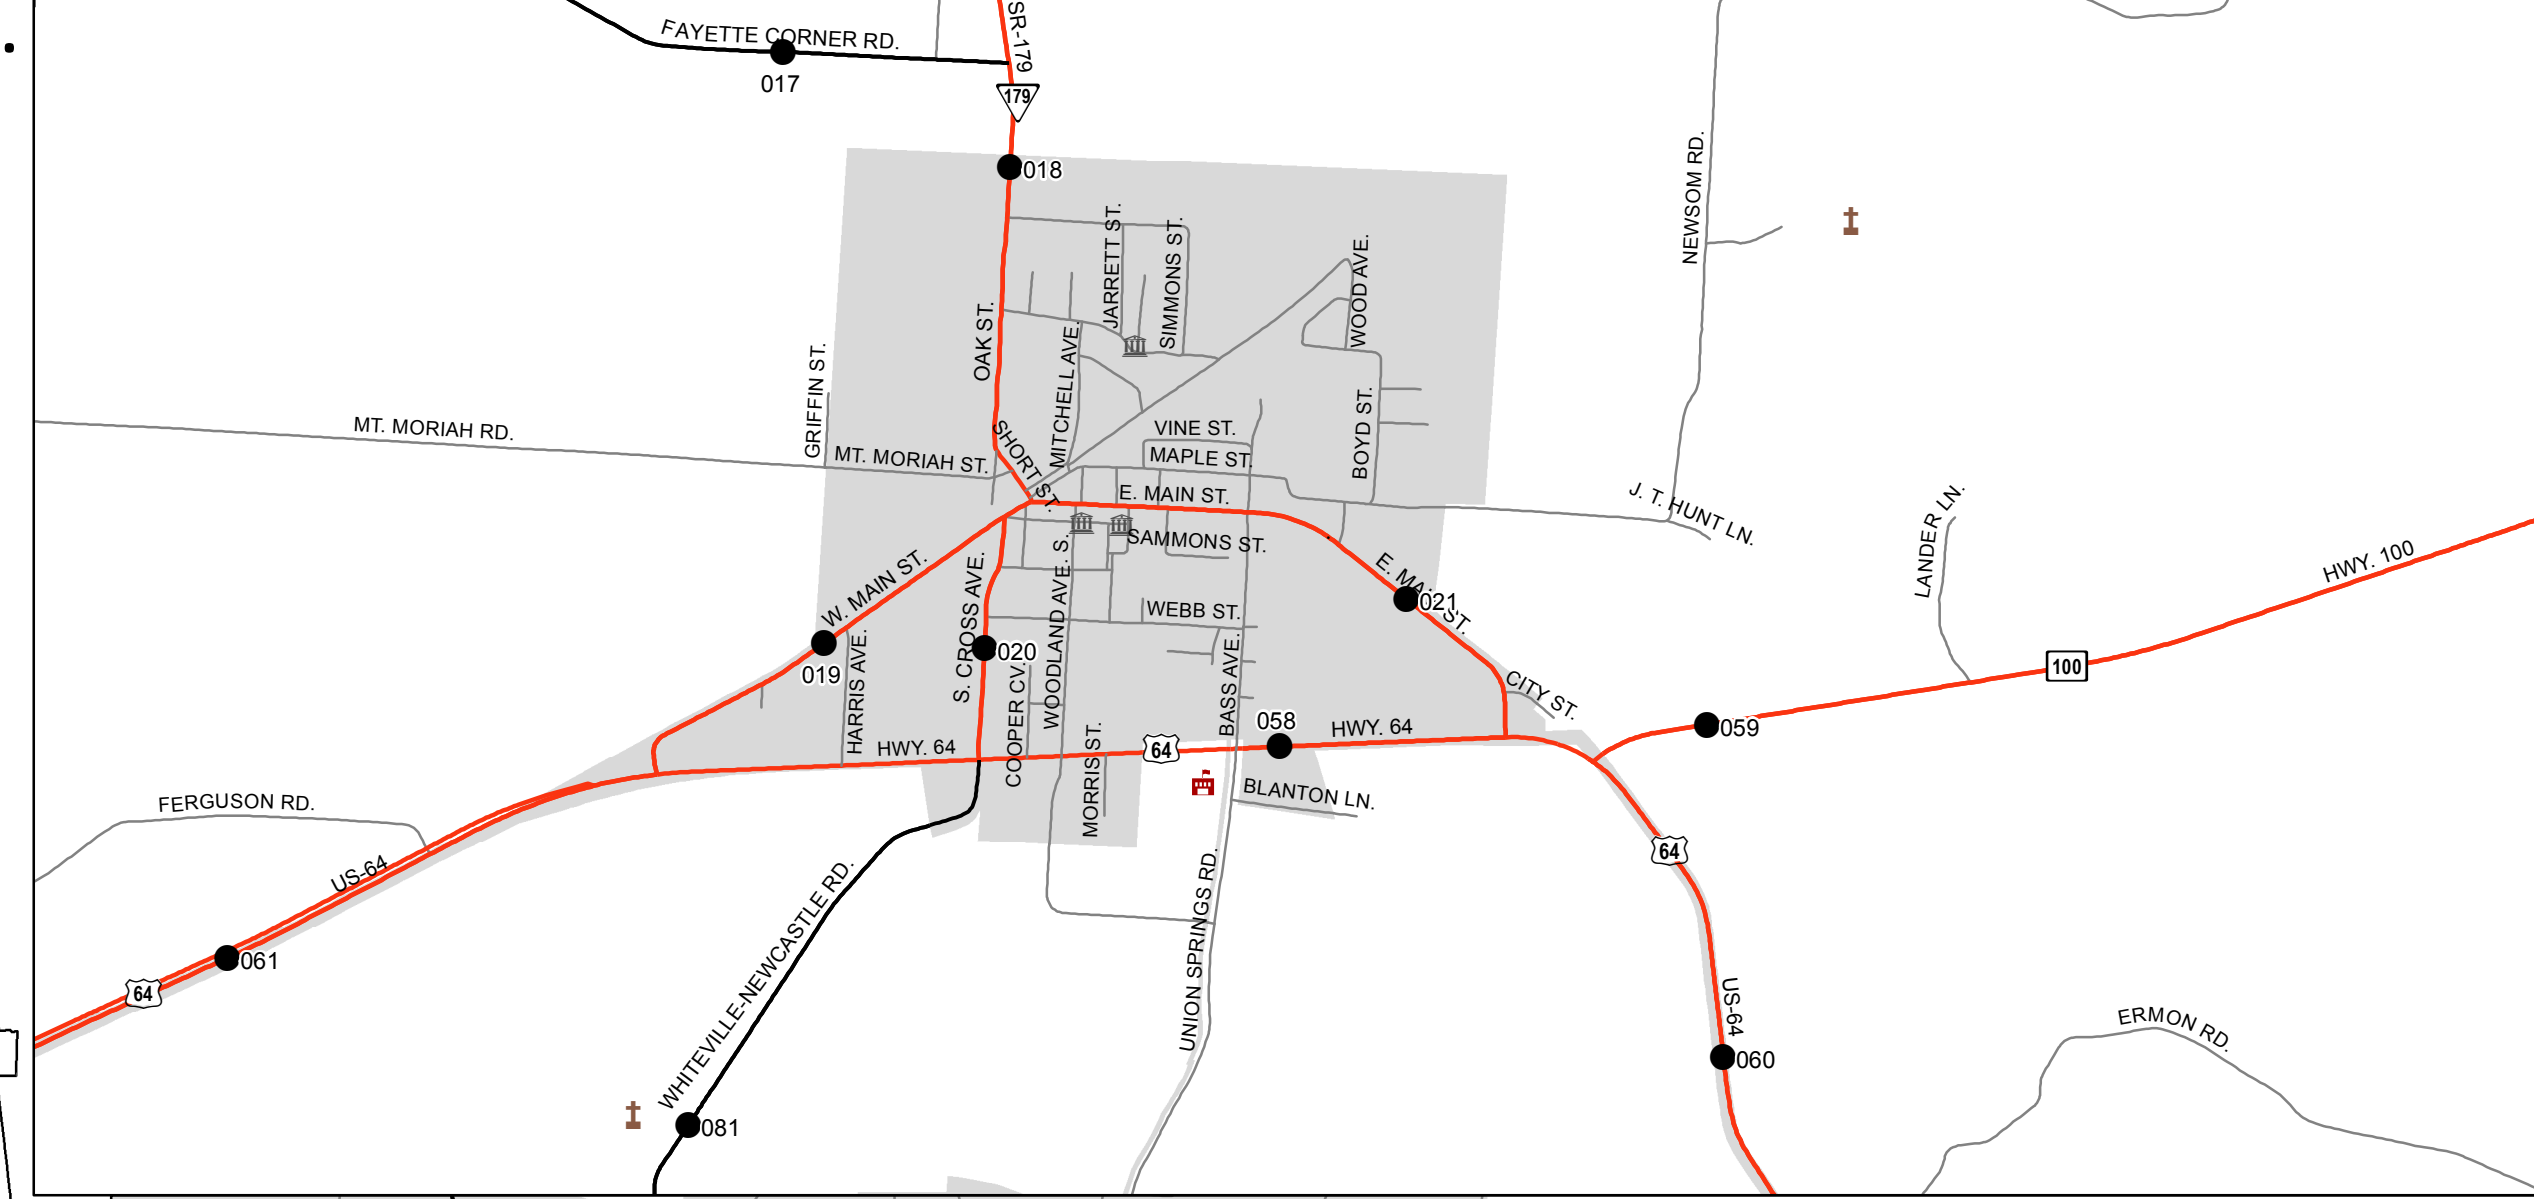 SR-179
FAYETTE CORNER RD.
017
179
018
NEWSOM RD.
JARRETT ST.
SIMMONS ST.
WOOD AVE.
OAK ST.
GRIFFIN ST.
MITCHELL AVE.
MT. MORIAH RD.
SHORT ST.
VINE ST.
BOYD ST.
MT. MORIAH ST.
MAPLE ST.
E. MAIN ST.
J. T. HUNT LN.
LANDER LN.
SAMMONS ST.
HWY. 100
W. MAIN ST.
S. CROSS AVE.
WOODLAND AVE. S.
WEBB ST.
E. MAIN ST.
021
019
020
HARRIS AVE.
COOPER CV.
BASS AVE.
CITY ST.
100
058
059
HWY. 64
HWY. 64
64
MORRIS ST.
BLANTON LN.
FERGUSON RD.
US-64
64
WHITEVILLE-NEWCASTLE RD.
UNION SPRINGS RD.
061
64
US-64
060
ERMON RD.
081